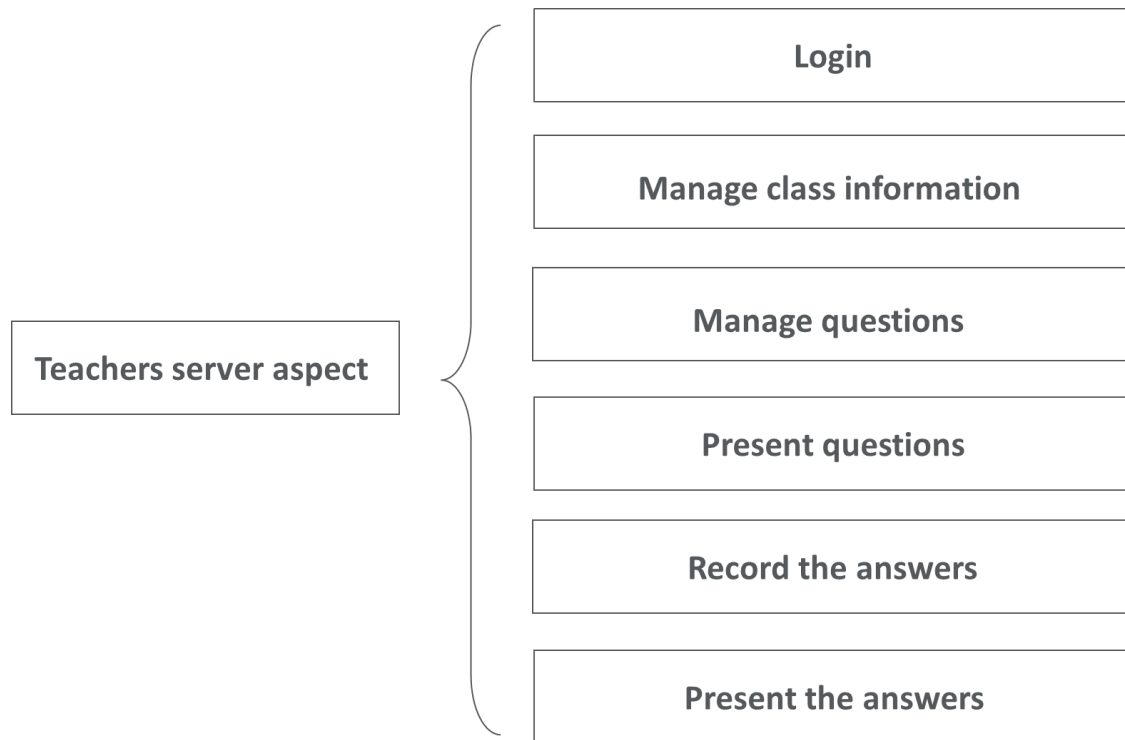 Login
Manage class information
Manage questions
Teachers server aspect
Present questions
Record the answers
Present the answers